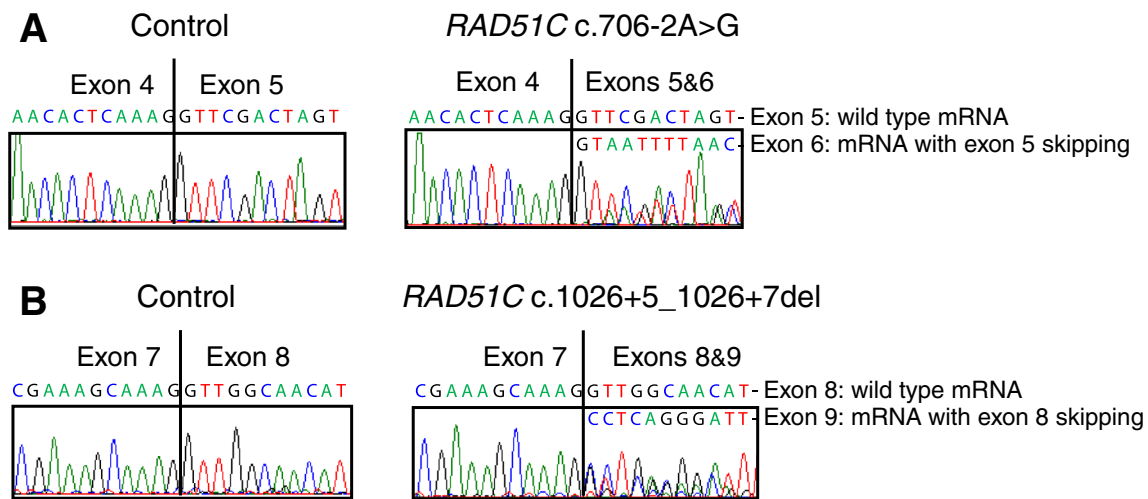 A
Control
RAD51C c.706-2A>G
Exon 4
Exon 5
Exon 4
Exons 5&6
AACACTCAAAGGTTCGACTAGT
AACACTCAAAGGTTCGACTAGT- Exon 5: wild type mRNA
GTAATTTTAAC- Exon 6: mRNA with exon 5 skipping
B
Control
RAD51C c.1026+5_1026+7del
Exon 7
Exon 8
Exon 7
Exons 8&9
CGAAAGCAAAGGTTGGCAACAT
CGAAAGCAAAGGTTGGCAACAT- Exon 8: wild type mRNA
CCTCAGGGATT- Exon 9: mRNA with exon 8 skipping